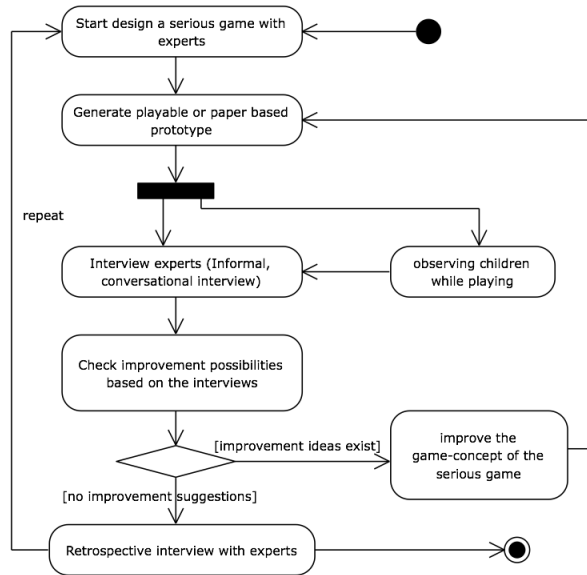 Start design a serious game with
experts
Generate playable or paper based
prototype
repeat
Interview experts (Informal,
conversational interview)
observing children
while playing
Check improvement possibilities
based on the interviews
[improvement ideas exist]
improve the
game-concept of the
serious game
[no improvement suggestions]
Retrospective interview with experts